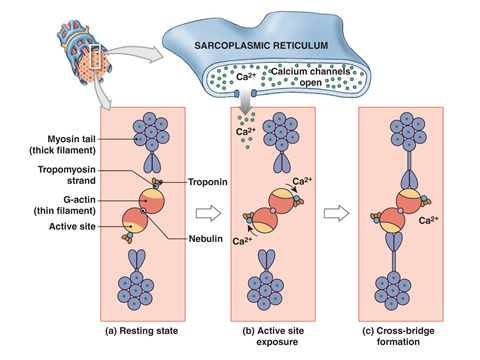 SARCOPLASMIC RETICULUM
Ca2+
Calcium channels
open
Ca2+
Myosin tail
(thick filament)
Tropomyosin
strand
Troponin
G-actin
(thin filament)
Active site
Nebulin
Ca2+
Ca2+
Ca2+
(a) Resting state
(b) Active site
exposure
(c) Cross-bridge
formation